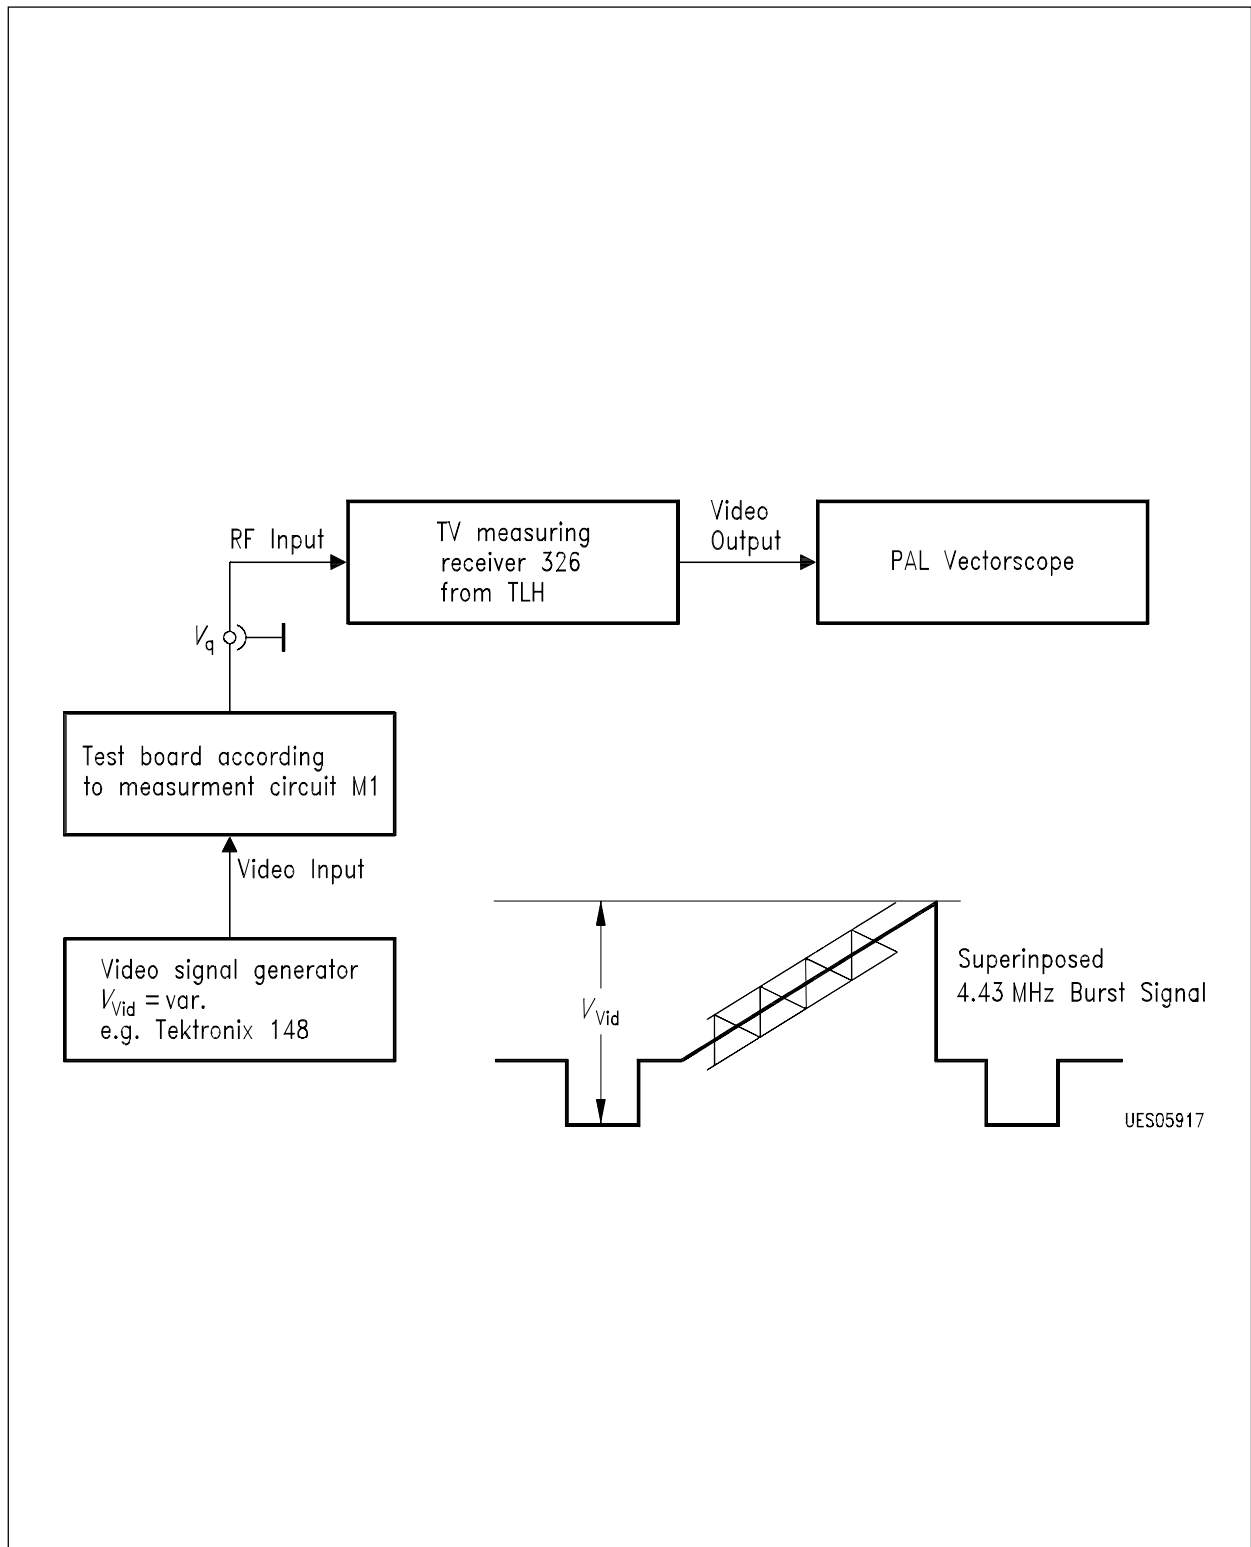 RF Input
TV measuring
receiver 326
from TLH
Video
Output
PAL Vectorscope
Vq
Test board according
to measurment circuit M1
Video Input
Video signal generator
VVid = var.
e.g. Tektronix 148
VVid
Superinposed
4.43 MHz Burst Signal
UES05917